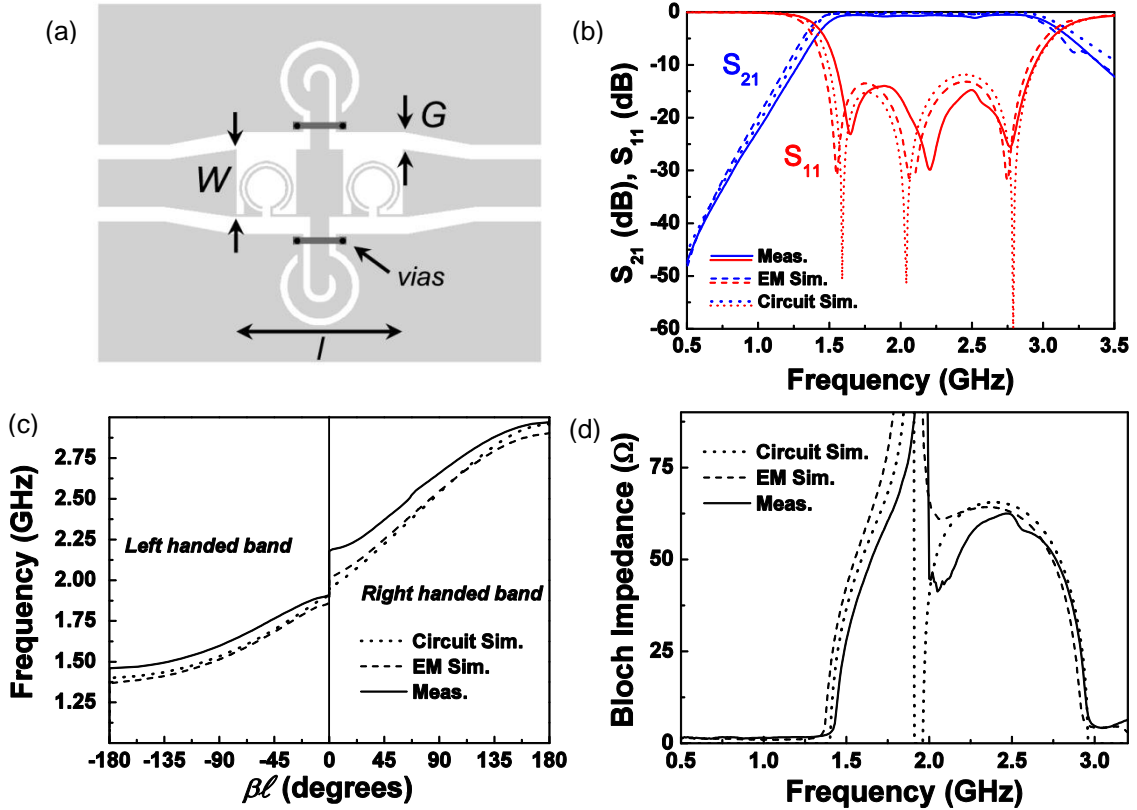 (a)
W
G
vias
l
(b)
S21 (dB), S11 (dB)
0
-10
-20
-30
-40
-50
-60
S21
S11
Meas.
EM Sim.
Circuit Sim.
0.5 1.0 1.5 2.0 2.5 3.0 3.5
Frequency (GHz)
(c)
Frequency (GHz)
2.75
2.50
2.25
2.00
1.75
1.50
1.25
Left handed band
Right handed band
Circuit Sim.
EM Sim.
Meas.
-180 -135 -90 -45 0 45 90 135 180
βℓ (degrees)
(d)
Bloch Impedance (Ω)
75
50
25
0
Circuit Sim.
EM Sim.
Meas.
0.5 1.0 1.5 2.0 2.5 3.0
Frequency (GHz)